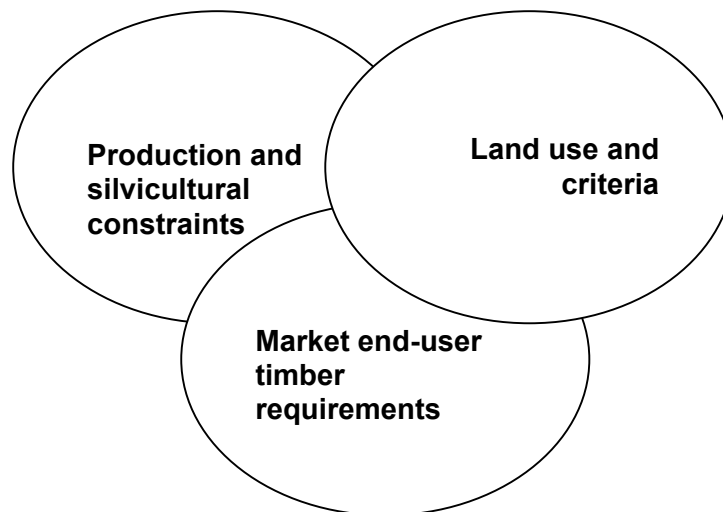 Production and
silvicultural
constraints
Land use and
criteria
Market end-user
timber
requirements